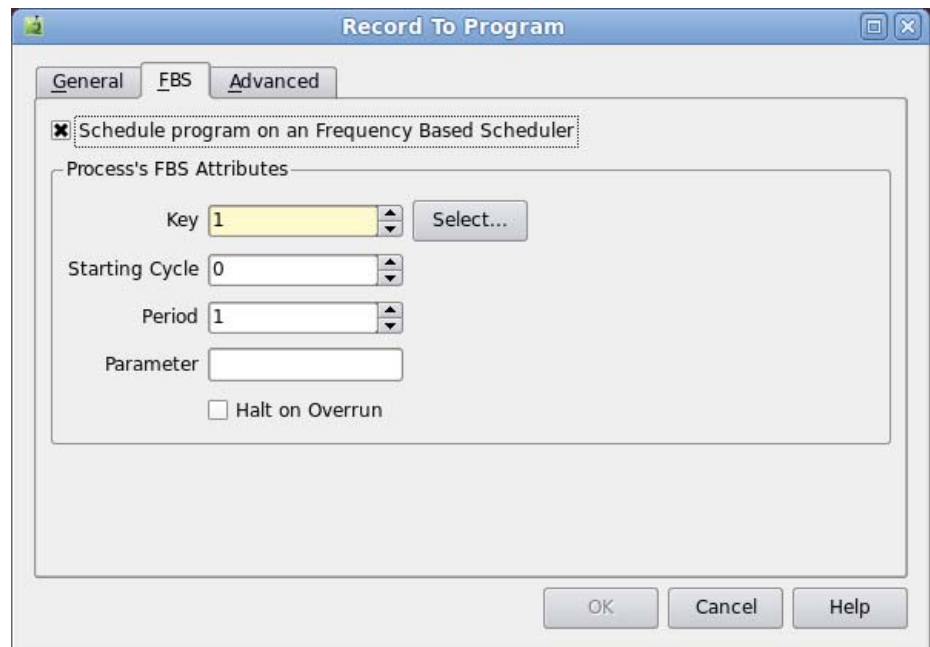 Record To Program
General FBS Advanced
Schedule program on an Frequency Based Scheduler
Process's FBS Attributes
Key 1 Select...
Starting Cycle 0
Period 1
Parameter
Halt on Overrun
OK Cancel Help